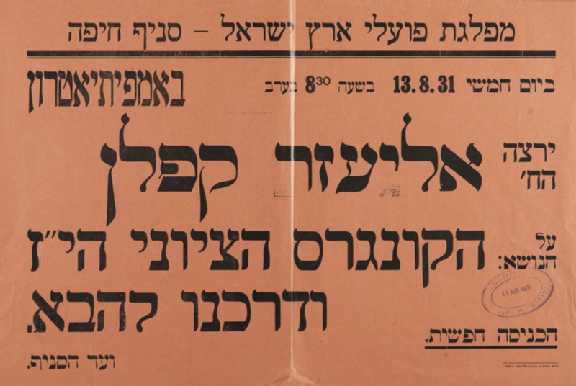 מפלגת פועלי ארץ ישראל - סניף חיפה
ביום חמשי 13.8.31 בשעה 8³⁰ בערב באמפיתיאטרון
ירצה הח' אליעזר קפלן
על הנושא: הקונגרס הציוני הי"ז
ודרכנו להבא.
הכניסה חפשית.
ועד הסניף.